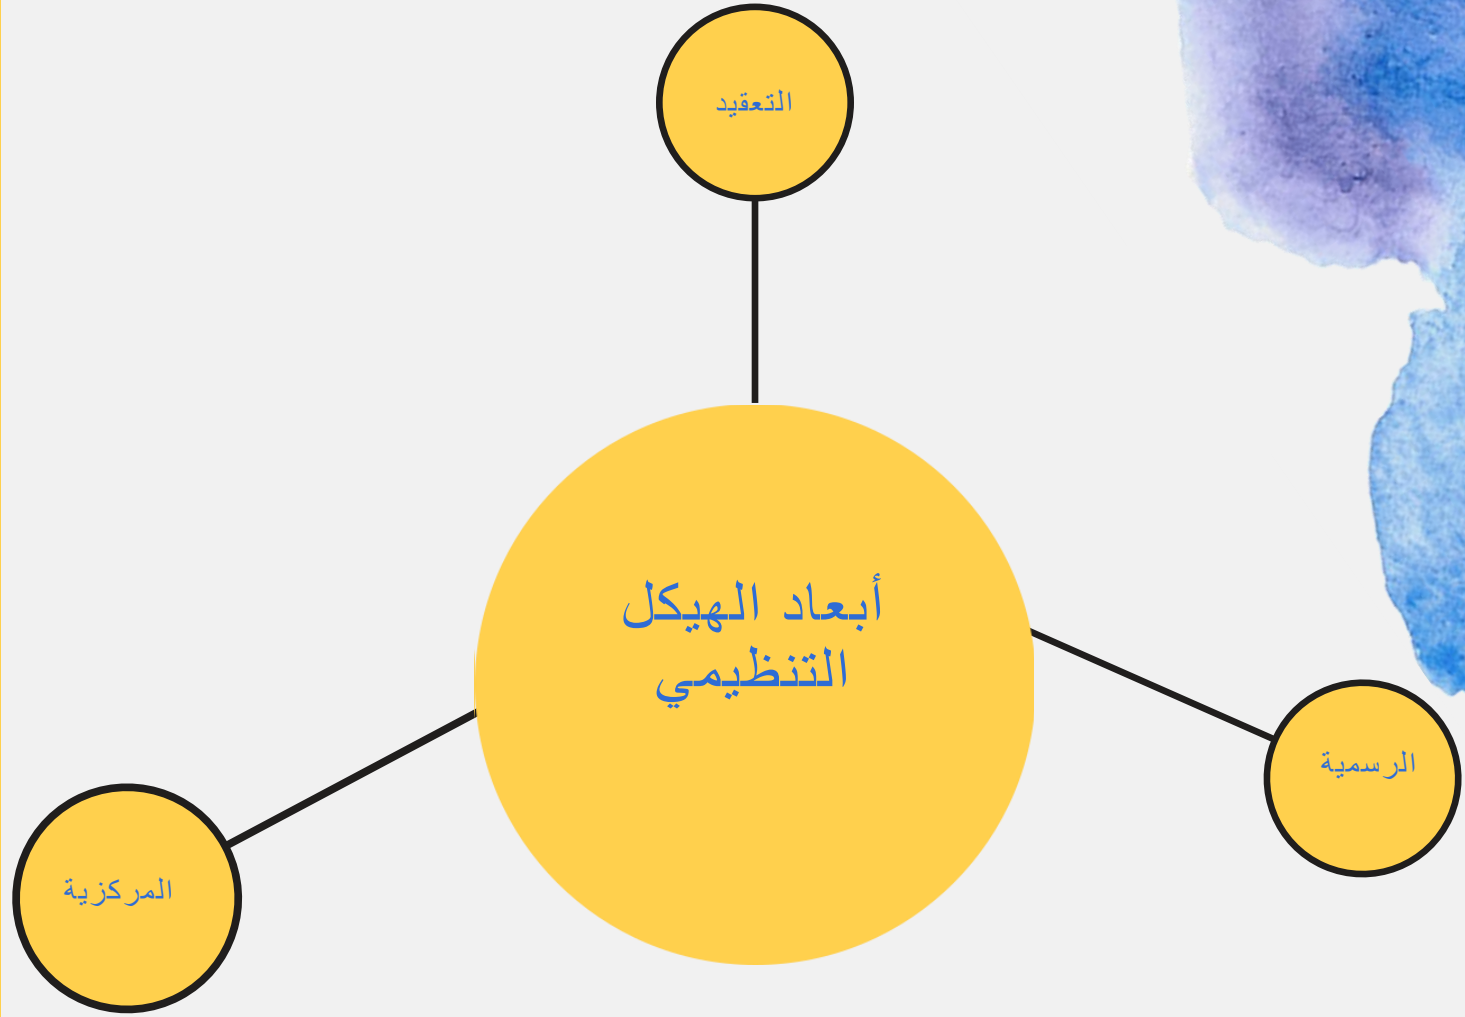 التعقيد
أبعاد الهيكل
التنظيمي
الرسمية
المركزية